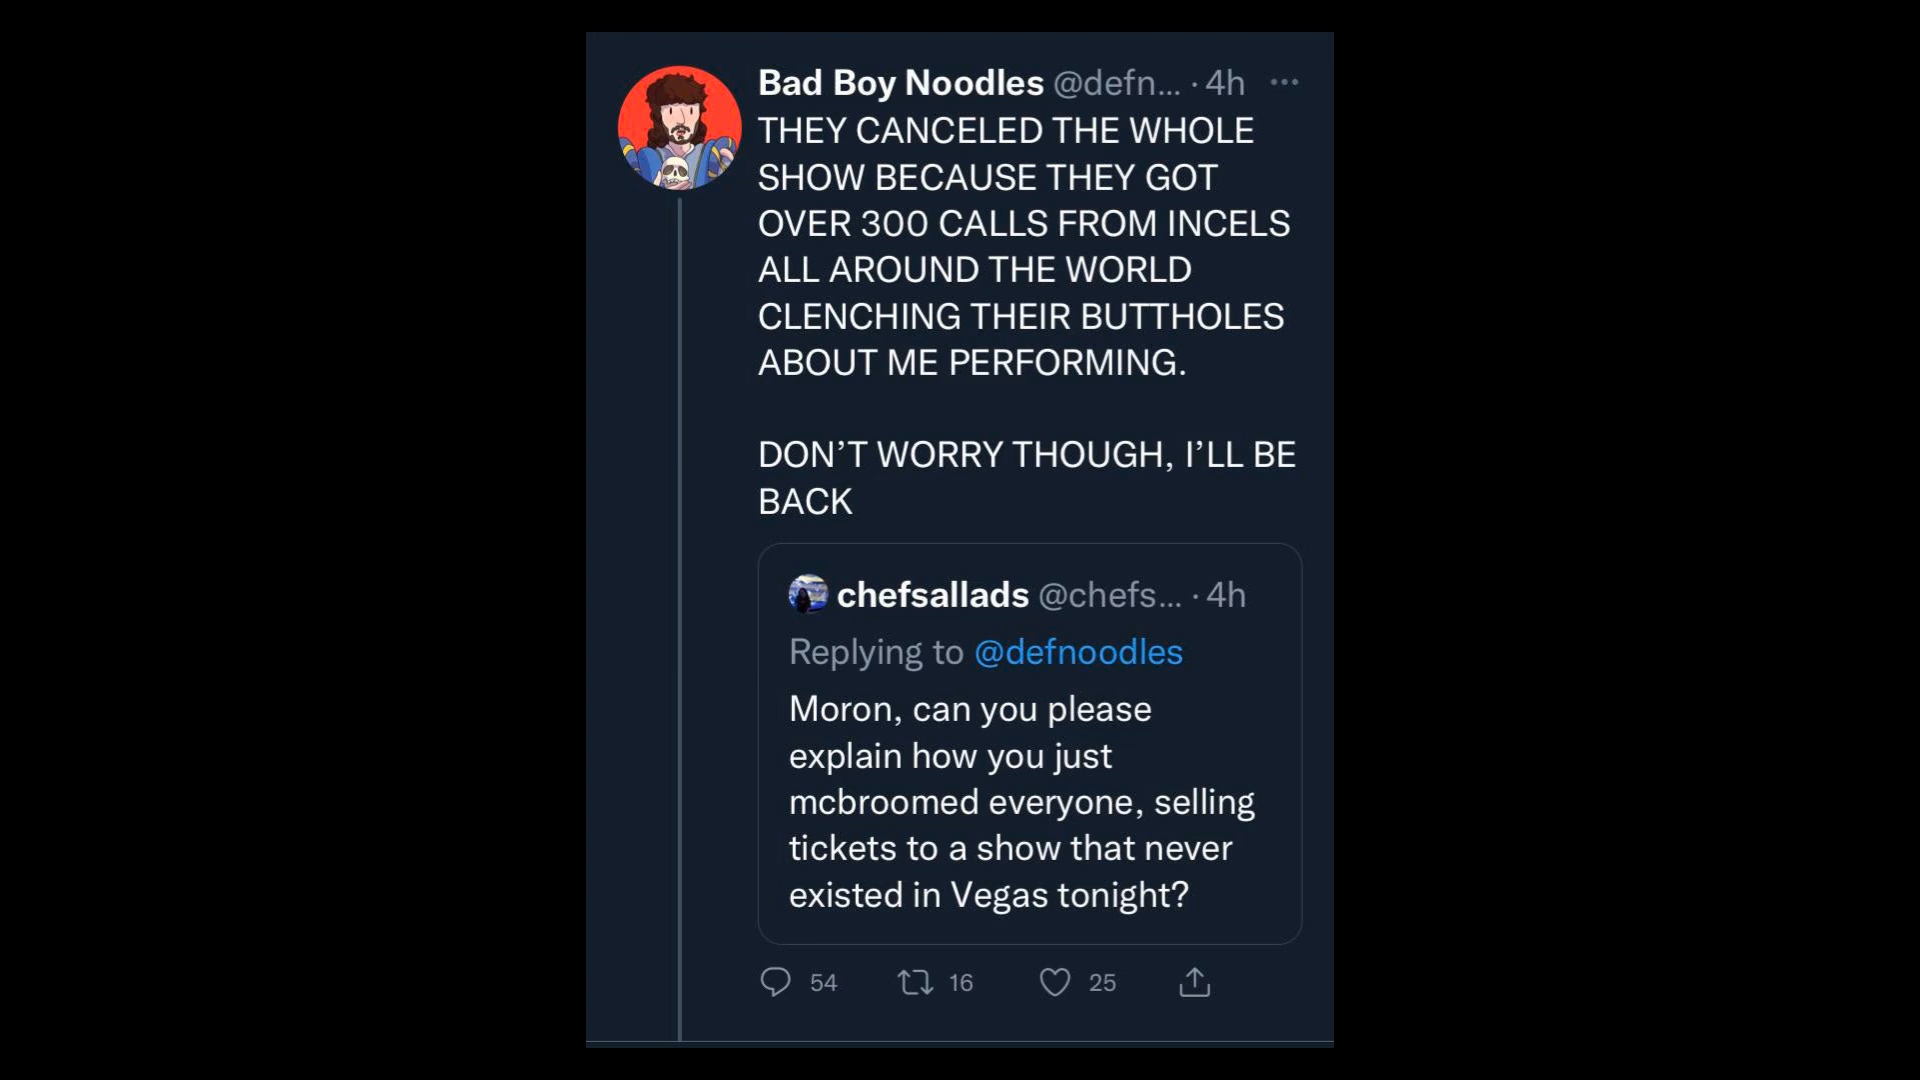 Bad Boy Noodles @defn... · 4h ...
THEY CANCELED THE WHOLE
SHOW BECAUSE THEY GOT
OVER 300 CALLS FROM INCELS
ALL AROUND THE WORLD
CLENCHING THEIR BUTTHOLES
ABOUT ME PERFORMING.
DON’T WORRY THOUGH, I’LL BE
BACK
chefsallads @chefs... · 4h
Replying to @defnoodles
Moron, can you please
explain how you just
mcbroomed everyone, selling
tickets to a show that never
existed in Vegas tonight?
54 16 25